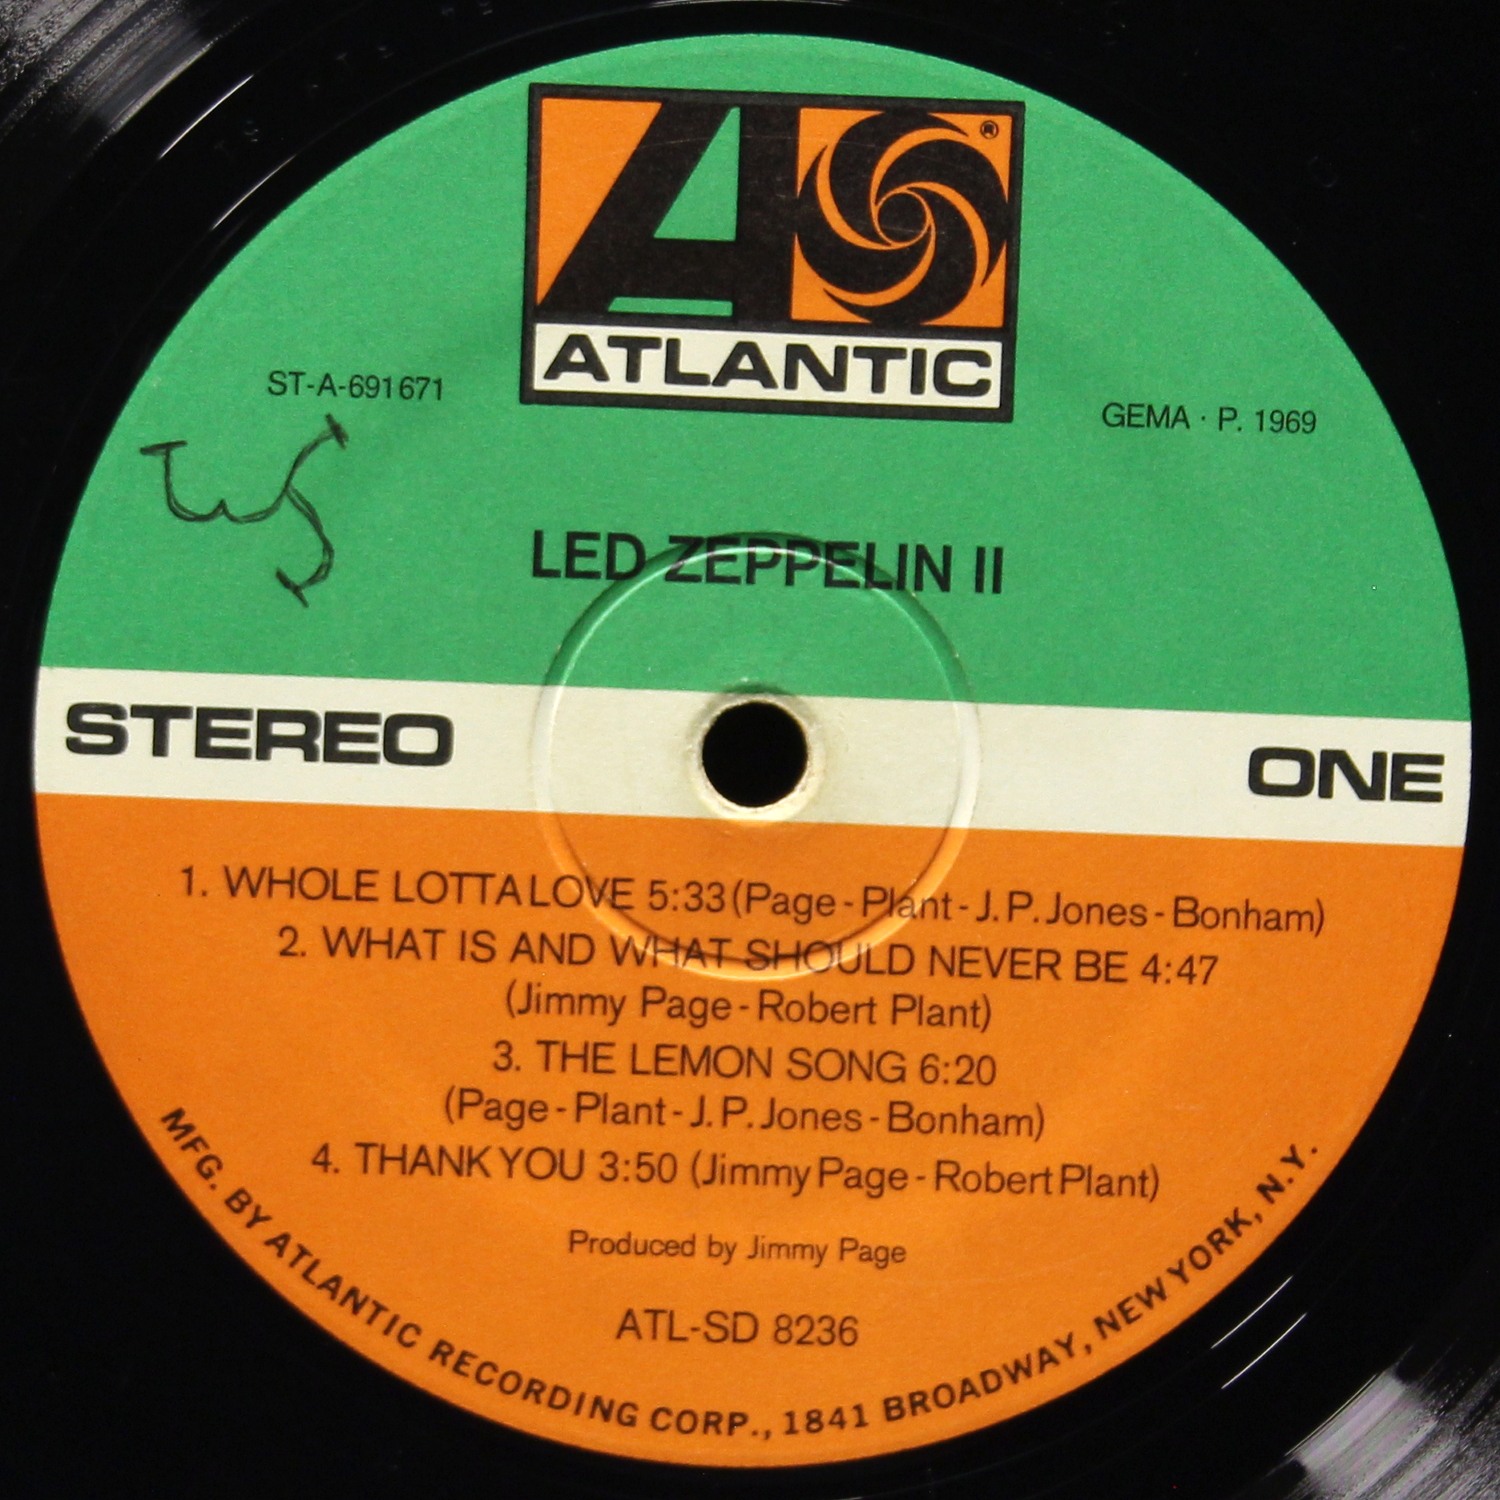 A
®
ATLANTIC
ST-A-691671
GEMA · P. 1969
LED ZEPPELIN II
STEREO
ONE
1. WHOLE LOTTA LOVE 5:33 (Page - Plant - J. P. Jones - Bonham)
2. WHAT IS AND WHAT SHOULD NEVER BE 4:47
(Jimmy Page - Robert Plant)
3. THE LEMON SONG 6:20
(Page - Plant - J. P. Jones - Bonham)
4. THANK YOU 3:50 (Jimmy Page - Robert Plant)
Produced by Jimmy Page
ATL-SD 8236
MFG. BY ATLANTIC RECORDING CORP., 1841 BROADWAY, NEW YORK, N.Y.